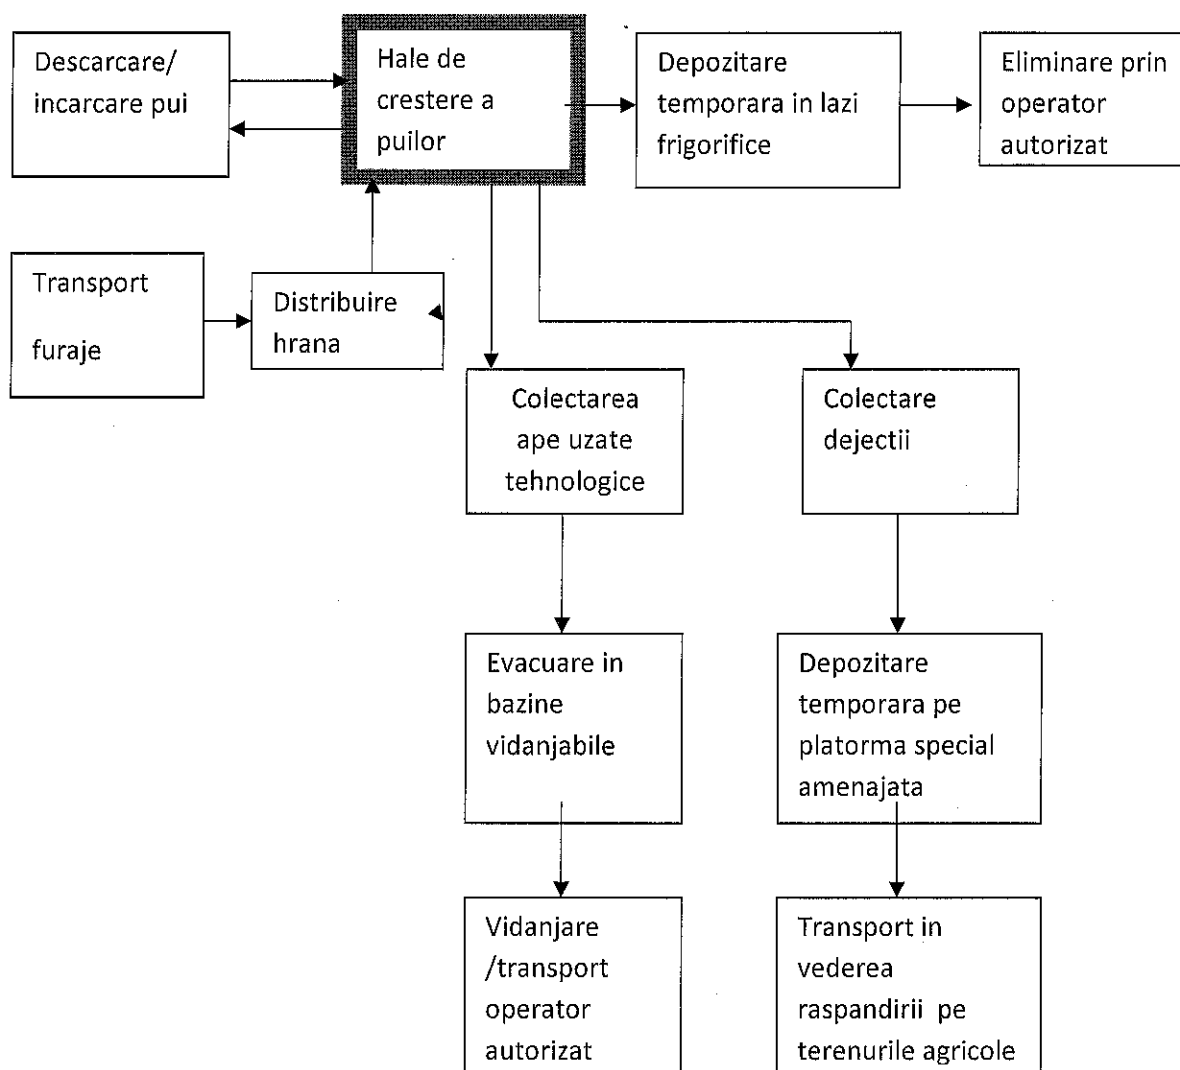 Descarcare/
incarcare pui
Hale de
crestere a
puilor
Depozitare
temporara in lazi
frigorifice
Eliminare prin
operator
autorizat
Transport
furaje
Distribuire
hrana
Colectarea
ape uzate
tehnologice
Colectare
dejectii
Evacuare in
bazine
vidanjabile
Depozitare
temporara pe
platorma special
amenajata
Vidanjare
/transport
operator
autorizat
Transport in
vederea
raspandirii pe
terenurile agricole